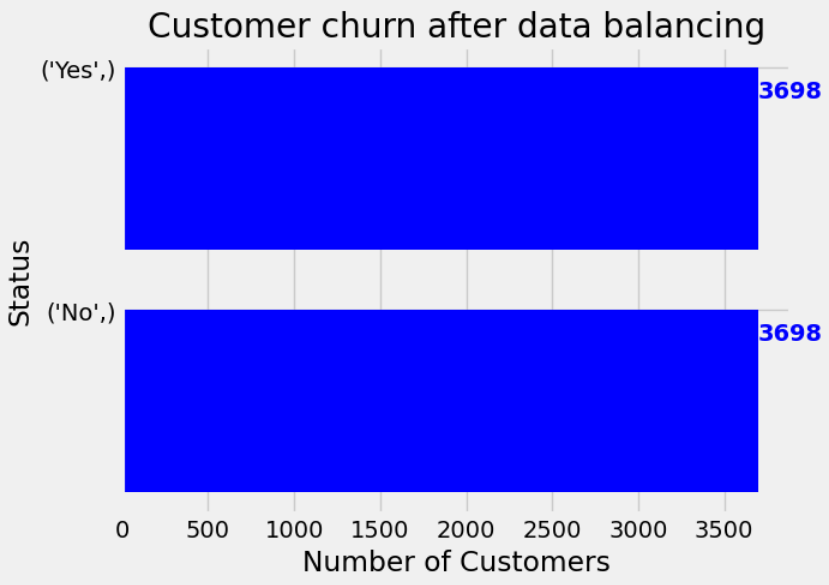 Customer churn after data balancing
('Yes',)
3698
Status
('No',)
3698
0 500 1000 1500 2000 2500 3000 3500
Number of Customers